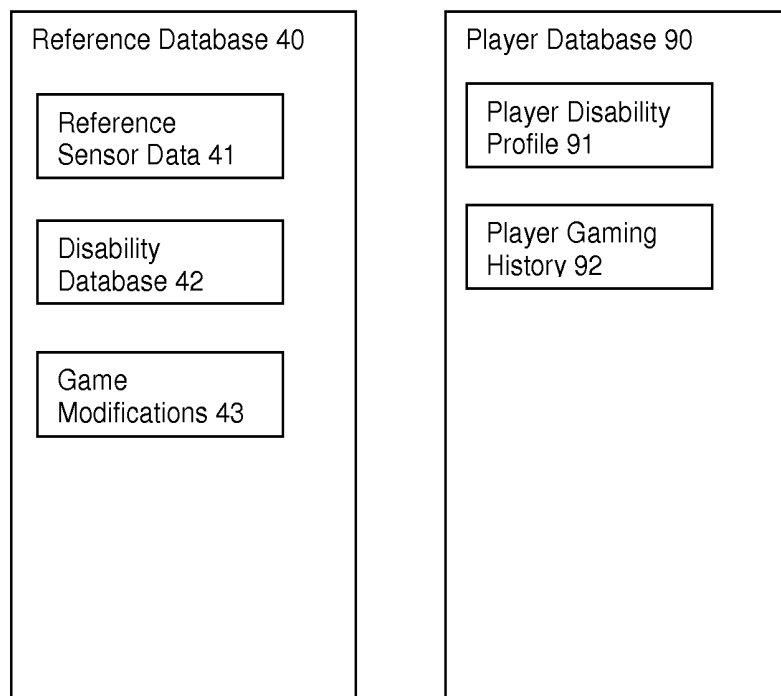 Reference Database 40
Reference
Sensor Data 41
Disability
Database 42
Game
Modifications 43
Player Database 90
Player Disability
Profile 91
Player Gaming
History 92